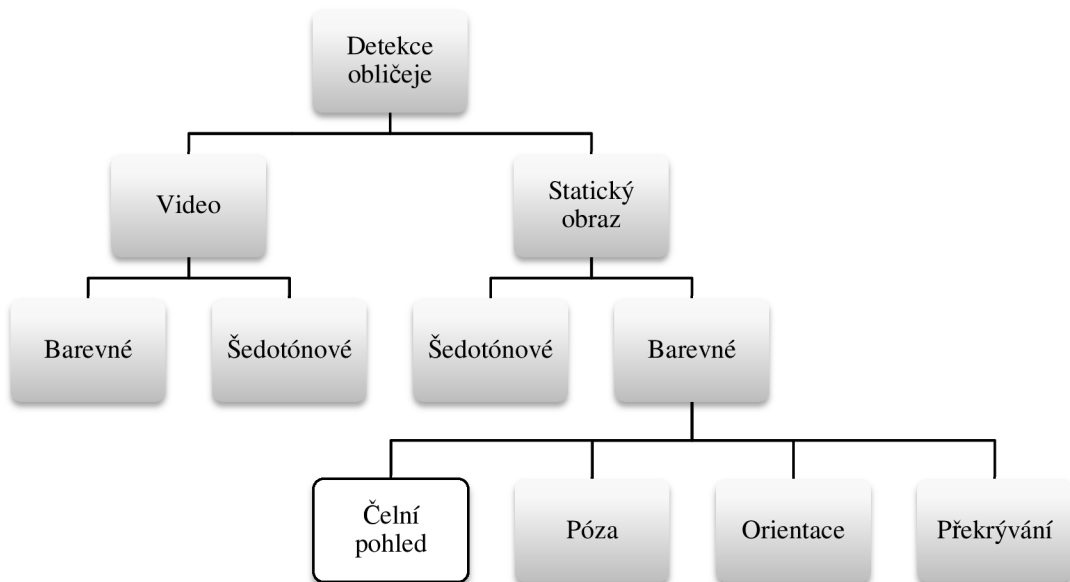 Detekce
obličeje
Video
Statický
obraz
Barevné
Šedotónové
Šedotónové
Barevné
Čelní
pohled
Póza
Orientace
Překrývání